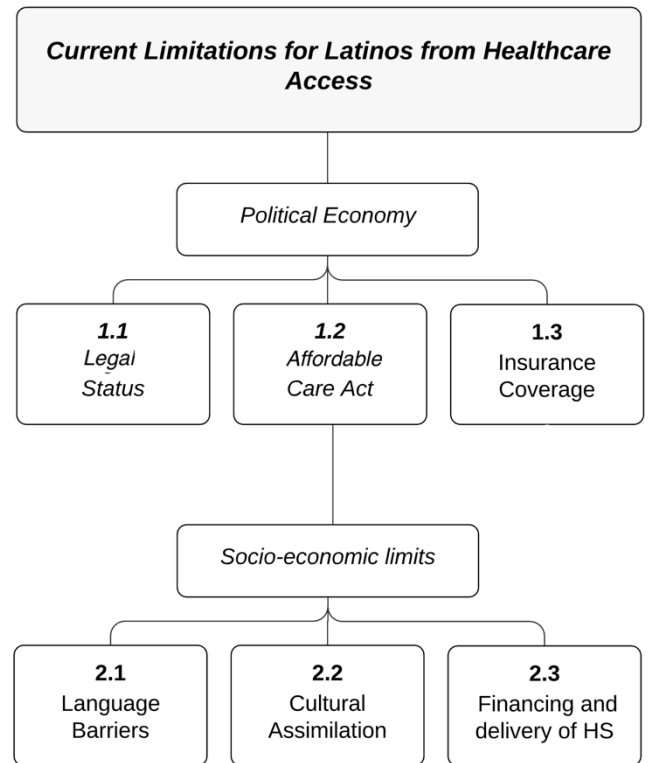 Current Limitations for Latinos from Healthcare
Access
Political Economy
1.1
Legal
Status
1.2
Affordable
Care Act
1.3
Insurance
Coverage
Socio-economic limits
2.1
Language
Barriers
2.2
Cultural
Assimilation
2.3
Financing and
delivery of HS